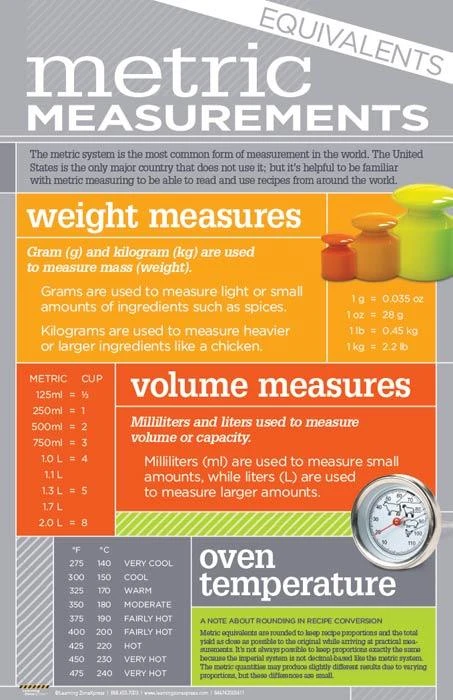 EQUIVALENTS
metric
MEASUREMENTS
The metric system is the most common form of measurement in the world. The United
States is the only major country that does not use it; but it's helpful to be familiar
with metric measuring to be able to read and use recipes from around the world.
weight measures
Gram (g) and kilogram (kg) are used
to measure mass (weight).
Grams are used to measure light or small
amounts of ingredients such as spices.
Kilograms are used to measure heavier
or larger ingredients like a chicken.
1 g = 0.035 oz
1 oz = 28 g
1 lb = 0.45 kg
1 kg = 2.2 lb
METRIC CUP
125ml = ½
250ml = 1
500ml = 2
750ml = 3
1.0 L = 4
1.1 L
1.3 L = 5
1.7 L
2.0 L = 8
volume measures
Milliliters and liters used to measure
volume or capacity.
Milliliters (ml) are used to measure small
amounts, while liters (L) are used
to measure larger amounts.
°F °C
275 140 VERY COOL
300 150 COOL
325 170 WARM
350 180 MODERATE
375 190 FAIRLY HOT
400 200 FAIRLY HOT
425 220 HOT
450 230 VERY HOT
475 240 VERY HOT
oven
temperature
A NOTE ABOUT ROUNDING IN RECIPE CONVERSION
Metric equivalents are rounded to keep recipe proportions and the total
yield as close as possible to the original while arriving at practical mea-
surements. It's not always possible to keep proportions exactly the same
because the imperial system is not decimal-based like the metric system.
The metric quantities may produce slightly different results due to varying
proportions, but these differences are small.
©Learning ZoneXpress | 888.455.7003 | www.learningzonexpress.com